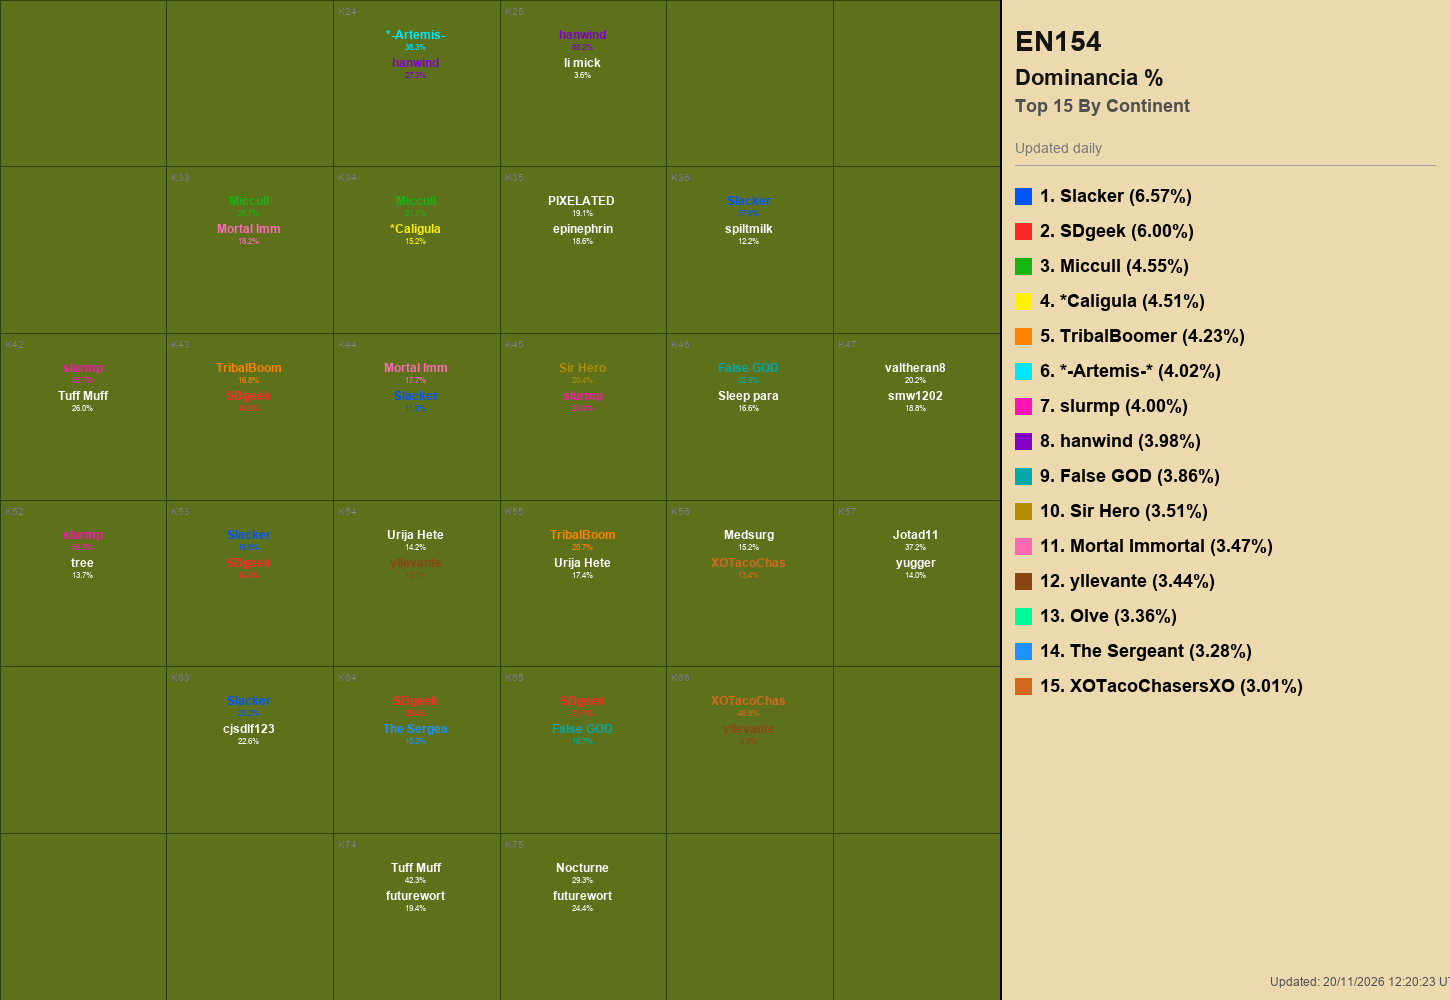 K24
*-Artemis-
38.3%
hanwind
27.3%
K25
hanwind
li mick
3.6%
K33
Miccull
Mortal Imm
18.2%
K34
Miccull
*Caligula
15.2%
K35
PIXELATED
19.1%
epinephrin
18.6%
K36
Slacker
spiltmilk
12.2%
K42
slurmp
Tuff Muff
26.0%
K43
TribalBoom
16.8%
SDgeek
K44
Mortal Imm
17.7%
Slacker
K45
Sir Hero
20.4%
slurmp
K46
False GOD
Sleep para
16.6%
K47
valtheran8
20.2%
smw1202
18.8%
K52
slurmp
tree
13.7%
K53
Slacker
SDgeek
K54
Urija Hete
14.2%
yllevante
K55
TribalBoom
20.7%
Urija Hete
17.4%
K56
Medsurg
15.2%
XOTacoChas
13.4%
K57
Jotad11
37.2%
yugger
14.0%
K63
Slacker
cjsdlf123
22.6%
K64
SDgeek
The Sergea
K65
SDgeek
False GOD
16.7%
K66
XOTacoChas
yllevante
K74
Tuff Muff
42.3%
futurewort
19.4%
K75
Nocturne
29.3%
futurewort
24.4%
EN154
Dominancia %
Top 15 By Continent
Updated daily
1. Slacker (6.57%)
2. SDgeek (6.00%)
3. Miccull (4.55%)
4. *Caligula (4.51%)
5. TribalBoomer (4.23%)
6. *-Artemis-* (4.02%)
7. slurmp (4.00%)
8. hanwind (3.98%)
9. False GOD (3.86%)
10. Sir Hero (3.51%)
11. Mortal Immortal (3.47%)
12. yllevante (3.44%)
13. Olve (3.36%)
14. The Sergeant (3.28%)
15. XOTacoChasersXO (3.01%)
Updated: 20/11/2026 12:20:23 U